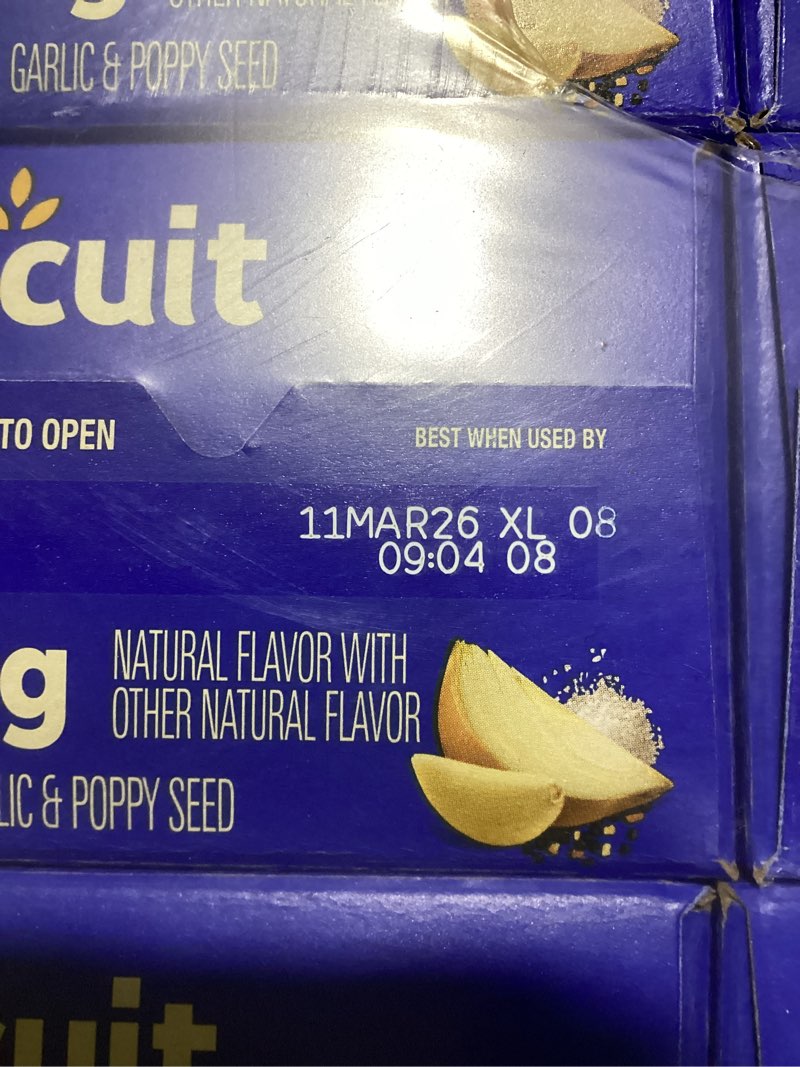 GARLIC & POPPY SEED
cuit
TO OPEN
BEST WHEN USED BY
11MAR26 XL 08
09:04 08
g
NATURAL FLAVOR WITH
OTHER NATURAL FLAVOR
LIC & POPPY SEED
uit